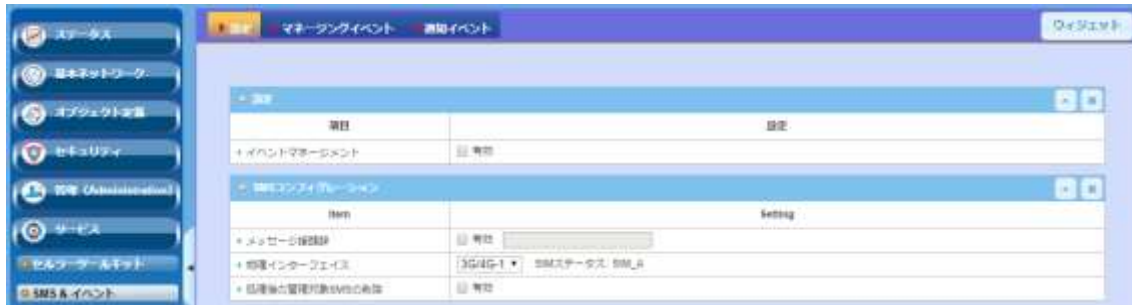 設定 マネージングイベント 通知イベント
ウィジェット
ステータス
基本ネットワーク
オブジェクト定義
セキュリティ
管理 (Administration)
サービス
セルラーツールキット
SMS & イベント
設定
項目 設定
イベントマネージメント 有効
SMSコンフィグレーション
Item Setting
メッセージ接頭辞 有効
物理インターフェイス 3G/4G-1 SIMステータス: SIM_A
処理後の管理対象SMSの削除 有効